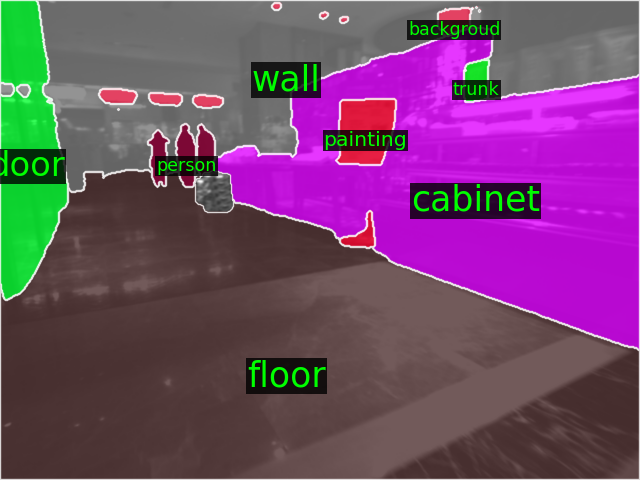 backgroud
wall
trunk
painting
door
person
cabinet
floor